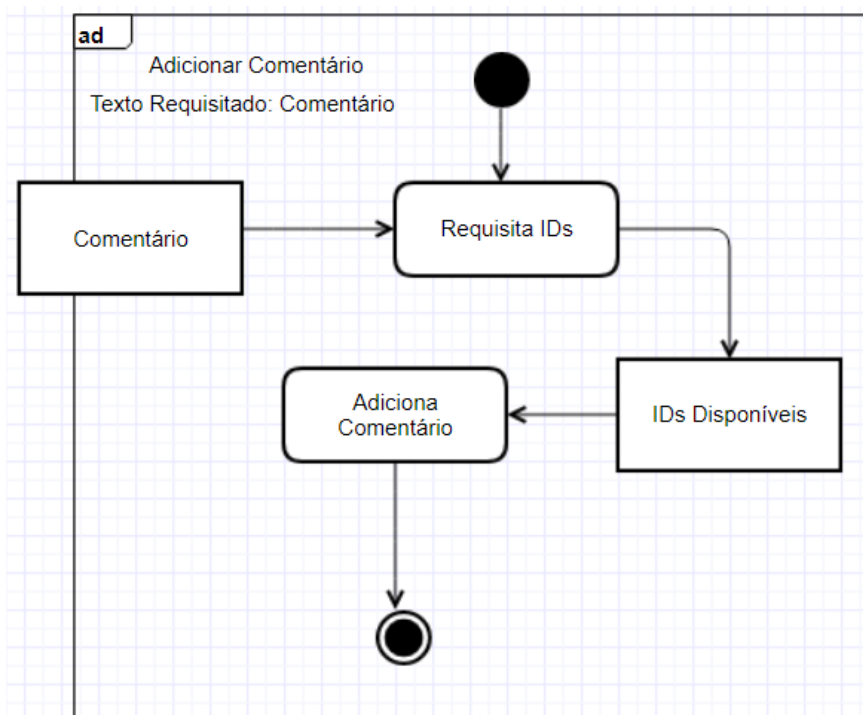 ad
Adicionar Comentário
Texto Requisitado: Comentário
Comentário
Requisita IDs
Adiciona
Comentário
IDs Disponíveis